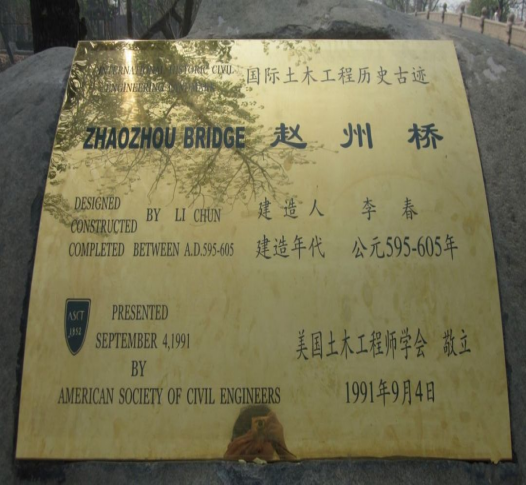 INTERNATIONAL HISTORIC CIVIL
ENGINEERING LANDMARK
国际土木工程历史古迹
ZHAOZHOU BRIDGE 赵州桥
DESIGNED
CONSTRUCTED BY LI CHUN
建造人 李春
COMPLETED BETWEEN A.D.595-605
建造年代 公元595-605年
ASCT
1852
PRESENTED
SEPTEMBER 4,1991
BY
AMERICAN SOCIETY OF CIVIL ENGINEERS
美国土木工程师学会 敬立
1991年9月4日